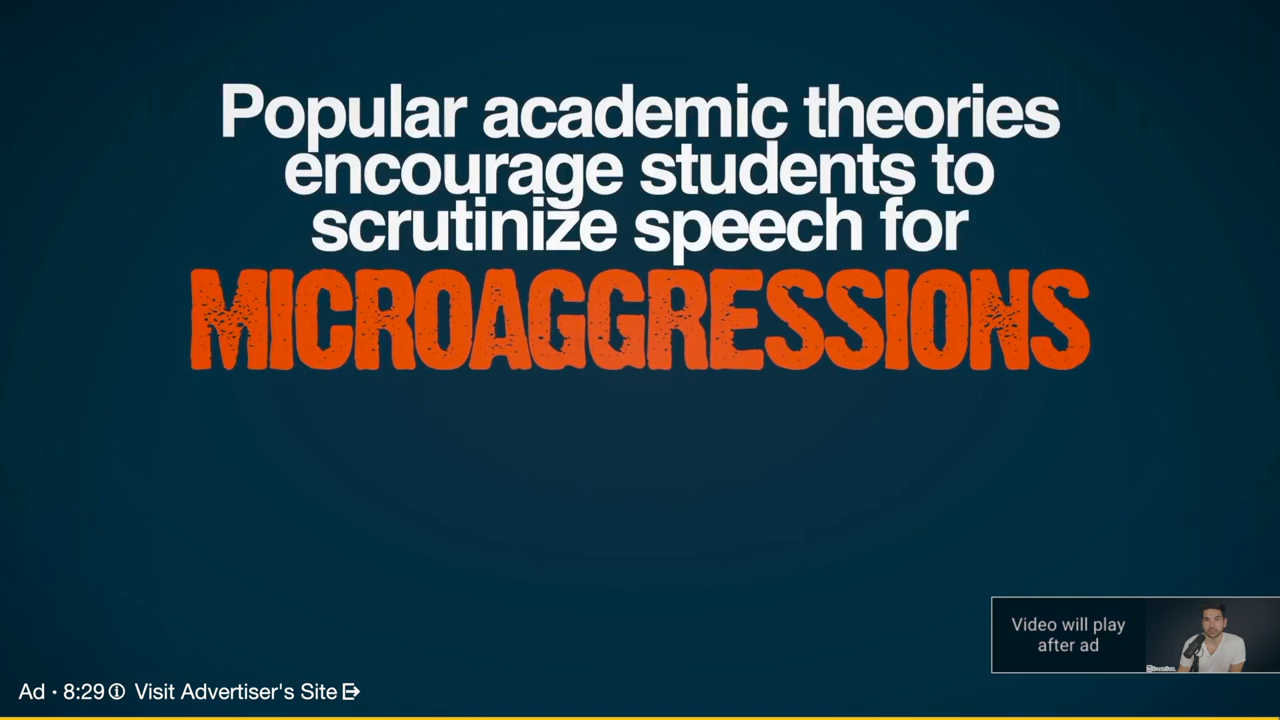 Popular academic theories
encourage students to
scrutinize speech for
MICROAGGRESSIONS
Video will play
after ad
Ad · 8:29 Visit Advertiser's Site